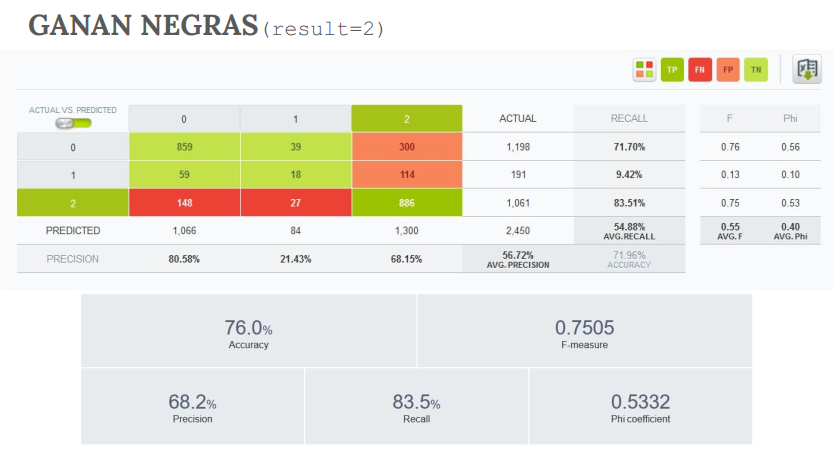 GANAN NEGRAS (result=2)
TP FN FP TN
ACTUAL VS. PREDICTED 0 1 2 ACTUAL RECALL F Phi
0 859 39 300 1,198 71.70% 0.76 0.56
1 59 18 114 191 9.42% 0.13 0.10
2 148 27 886 1,061 83.51% 0.75 0.53
PREDICTED 1,066 84 1,300 2,450 54.88% AVG.RECALL 0.55 AVG. F 0.40 AVG. Phi
PRECISION 80.58% 21.43% 68.15% 56.72% AVG. PRECISION 71.96% ACCURACY
76.0% 0.7505
Accuracy F-measure
68.2% 83.5% 0.5332
Precision Recall Phi coefficient